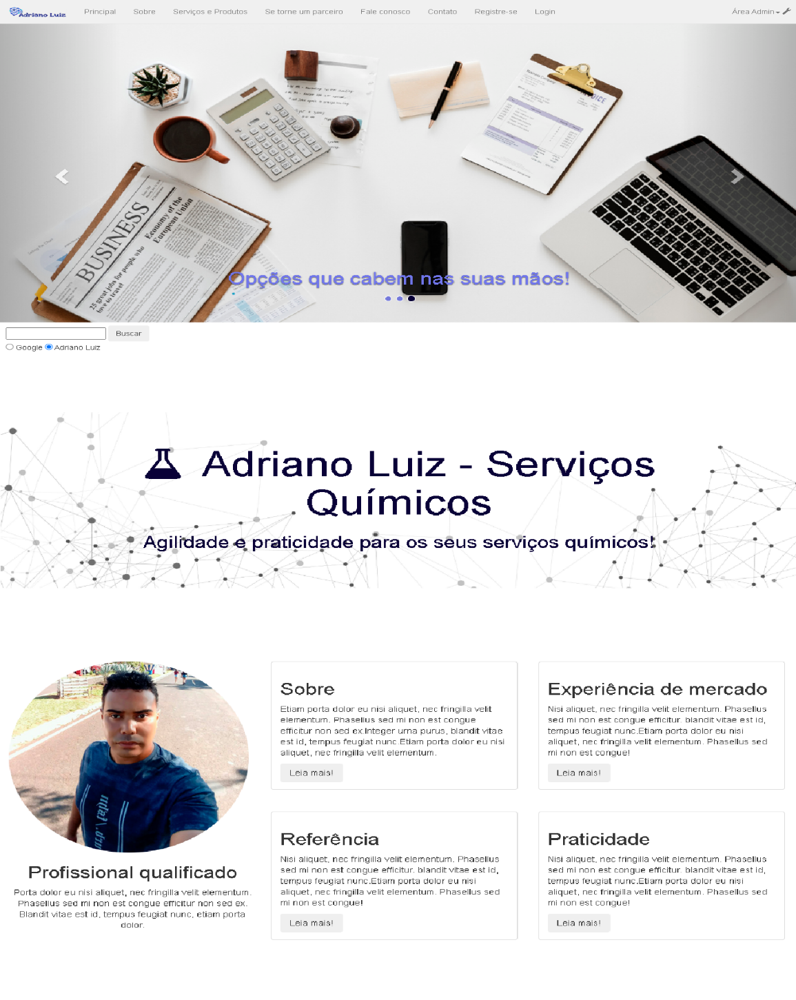 Adriano Luiz
Principal Sobre Serviços e Produtos Se torne um parceiro Fale conosco Contato Registre-se Login Área Admin
INVOICE
BUSINESS
Economy of the
European Union
25 great jobs for people who
love to travel
Opções que cabem nas suas mãos!
Buscar
Google Adriano Luiz
Adriano Luiz - Serviços
Químicos
Agilidade e praticidade para os seus serviços químicos!
Profissional qualificado
Porta dolor eu nisi aliquet, nec fringilla velit elementum.
Phasellus sed mi non est congue efficitur non sed ex.
Blandit vitae est id, tempus feugiat nunc, etiam porta
dolor.
Sobre
Etiam porta dolor eu nisi aliquet, nec fringilla velit
elementum. Phasellus sed mi non est congue
efficitur non sed ex.Integer urna purus, blandit vitae
est id, tempus feugiat nunc.Etiam porta dolor eu nisi
aliquet, nec fringilla velit elementum.
Leia mais!
Experiência de mercado
Nisi aliquet, nec fringilla velit elementum. Phasellus
sed mi non est congue efficitur. blandit vitae est id,
tempus feugiat nunc.Etiam porta dolor eu nisi
aliquet, nec fringilla velit elementum. Phasellus sed
mi non est congue!
Leia mais!
Referência
Nisi aliquet, nec fringilla velit elementum. Phasellus
sed mi non est congue efficitur. blandit vitae est id,
tempus feugiat nunc.Etiam porta dolor eu nisi
aliquet, nec fringilla velit elementum. Phasellus sed
mi non est congue!
Leia mais!
Praticidade
Nisi aliquet, nec fringilla velit elementum. Phasellus
sed mi non est congue efficitur. blandit vitae est id,
tempus feugiat nunc.Etiam porta dolor eu nisi
aliquet, nec fringilla velit elementum. Phasellus sed
mi non est congue!
Leia mais!